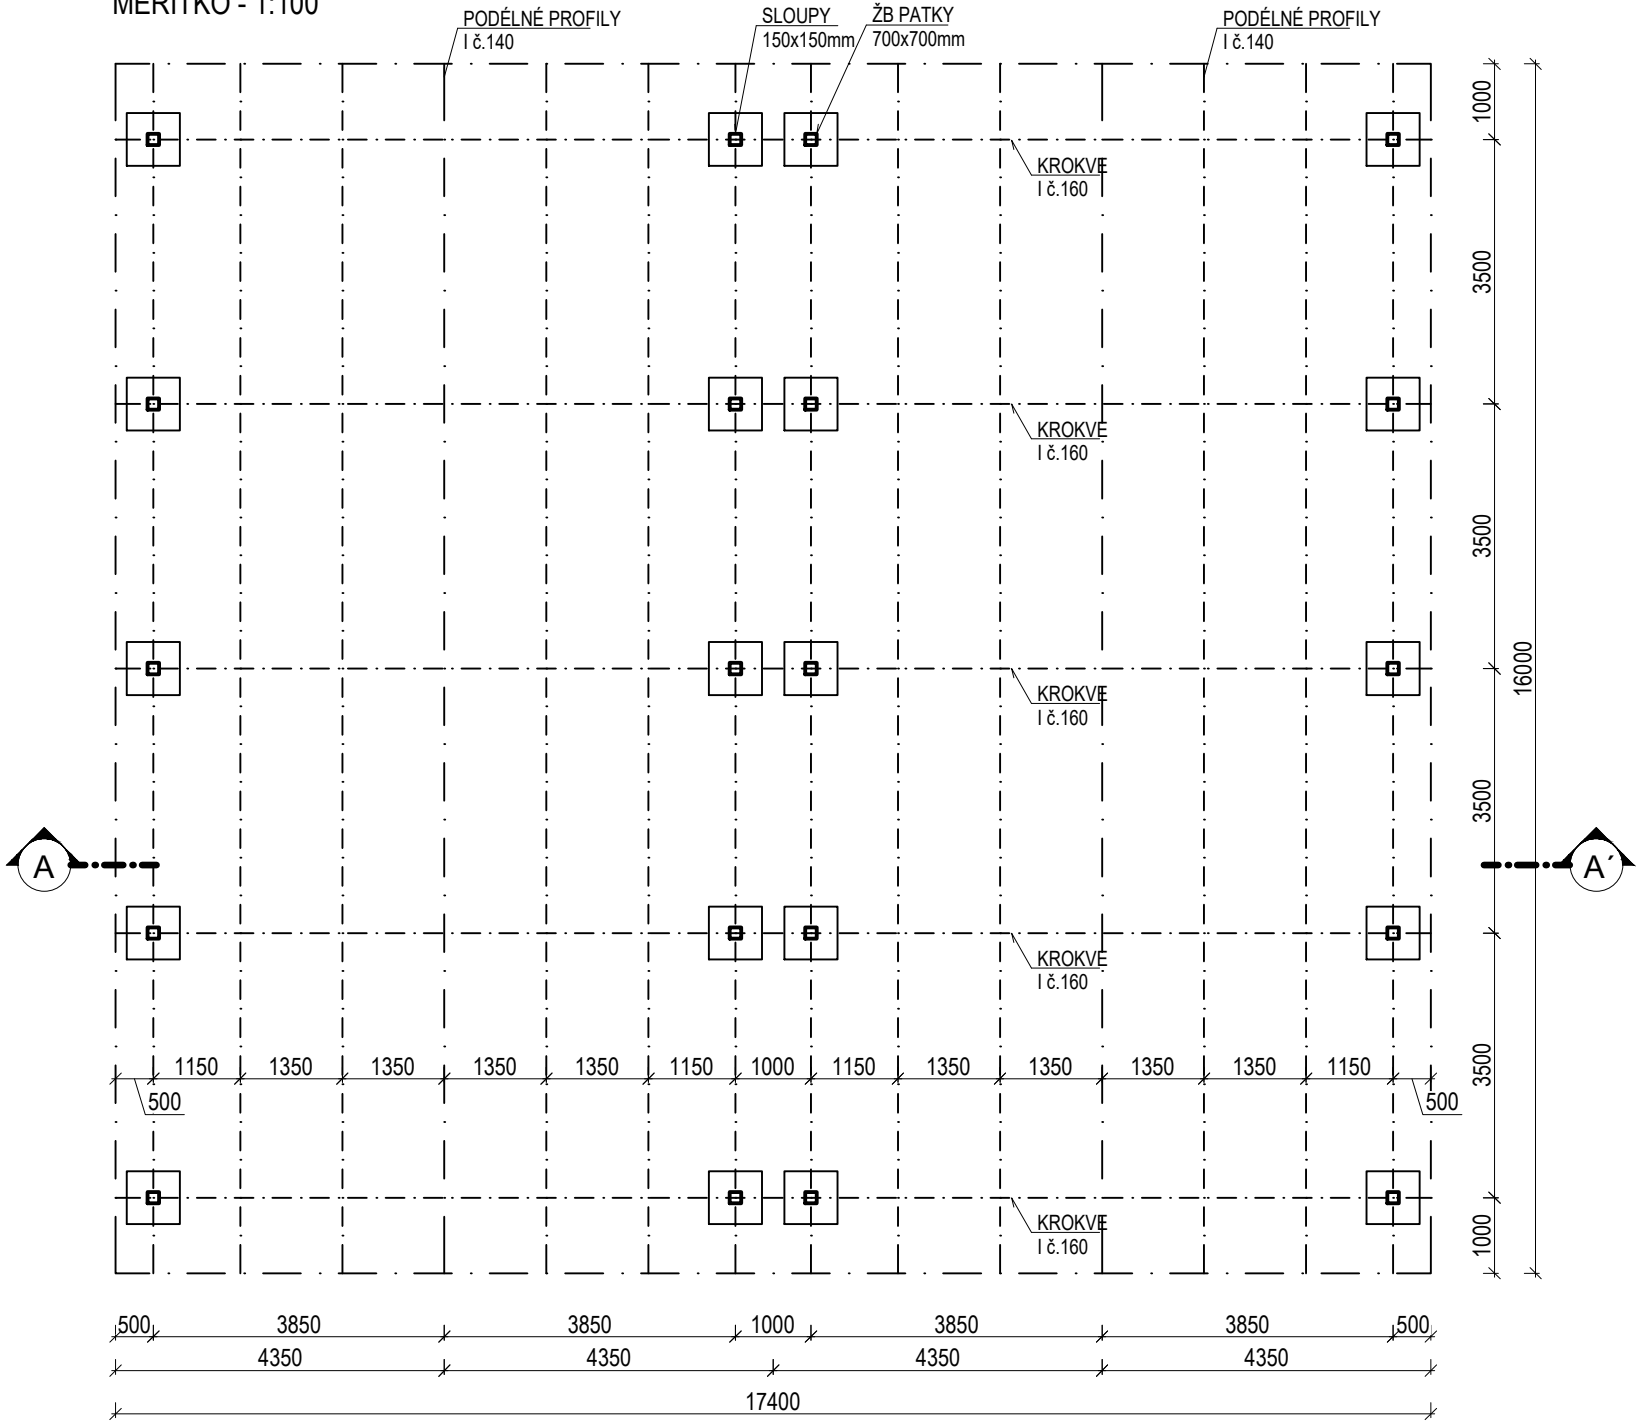 MĚŘÍTKO - 1:100
PODÉLNÉ PROFILY
I č.140
SLOUPY
150x150mm
ŽB PATKY
700x700mm
PODÉLNÉ PROFILY
I č.140
1000
KROKVE
I č.160
3500
KROKVE
I č.160
3500
KROKVE
I č.160
16000
3500
A
A´
KROKVE
I č.160
3500
1150
1350
1350
1350
1350
1150
1000
1150
1350
1350
1350
1350
1150
500
500
KROKVE
I č.160
1000
500
3850
3850
1000
3850
3850
500
4350
4350
4350
4350
17400